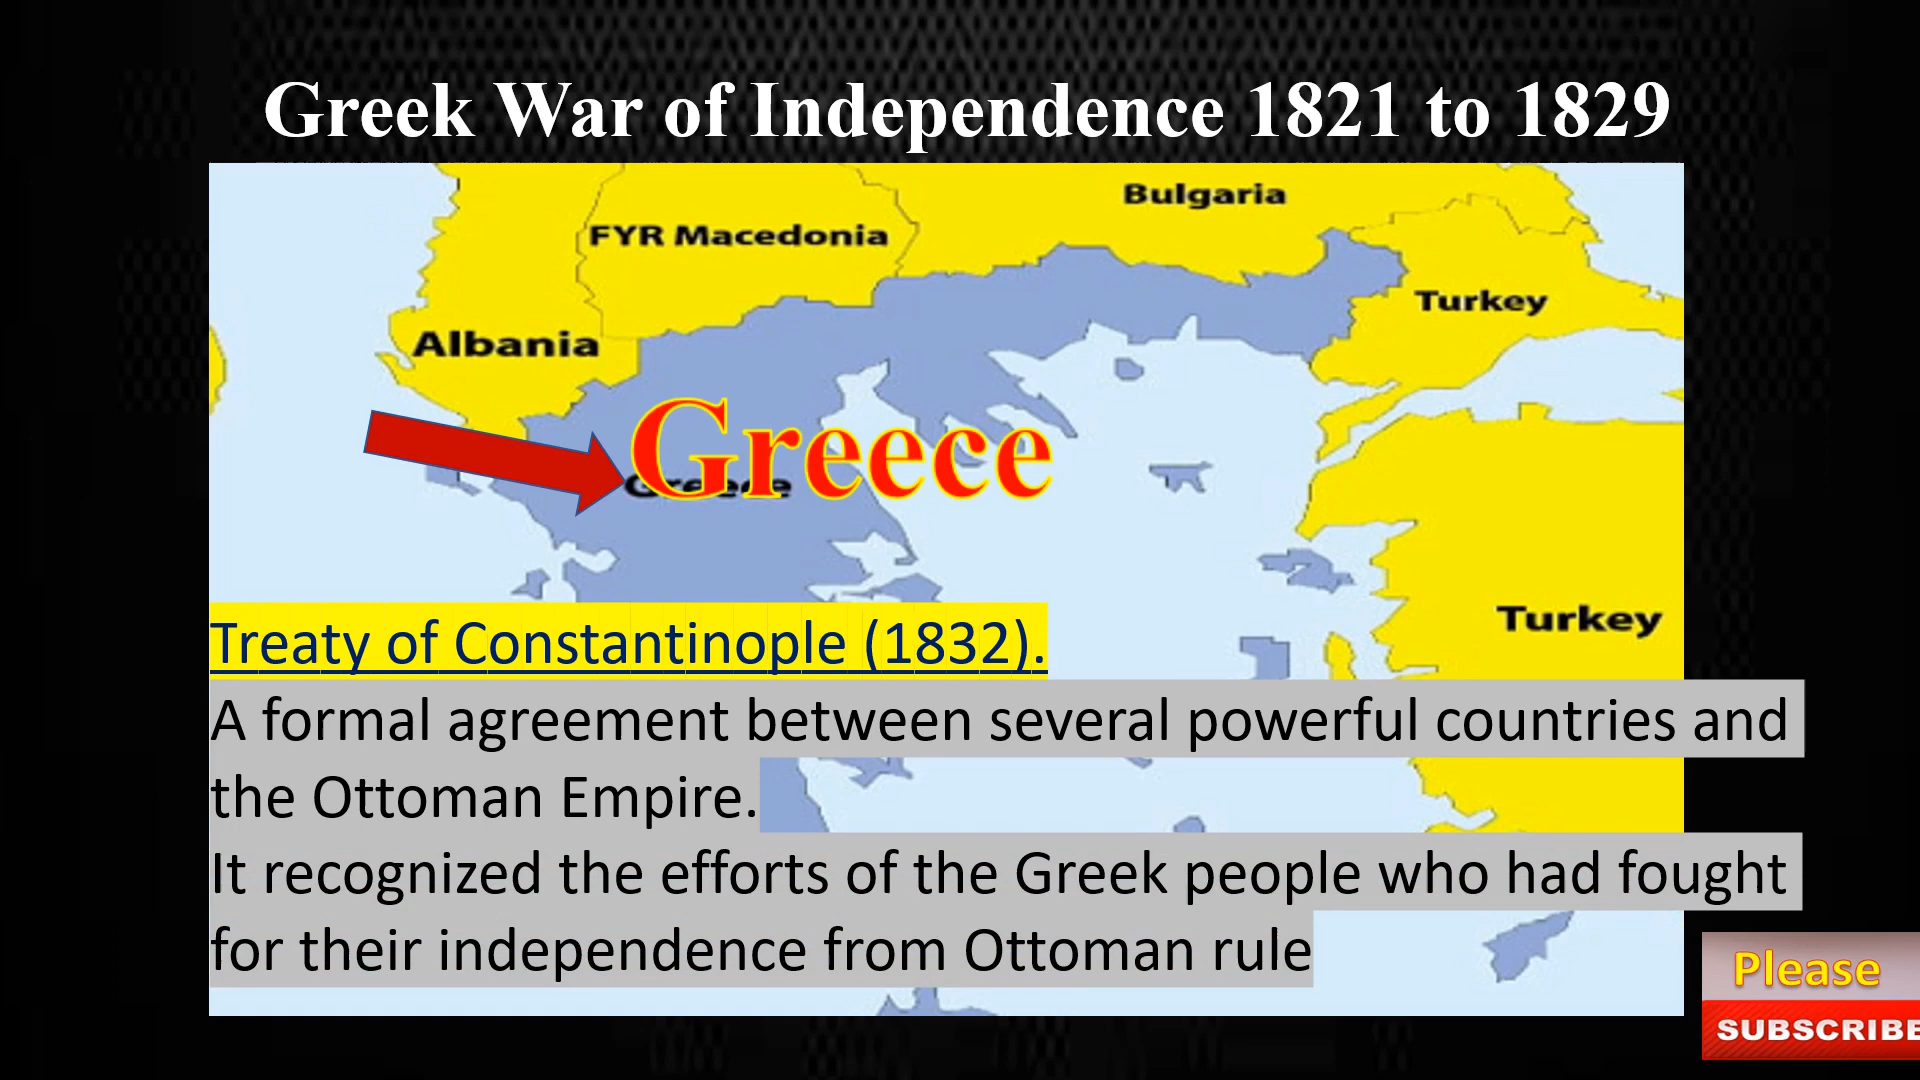 Greek War of Independence 1821 to 1829
Bulgaria
FYR Macedonia
Turkey
Albania
Greece
Greece
Turkey
Treaty of Constantinople (1832).
A formal agreement between several powerful countries and
the Ottoman Empire.
It recognized the efforts of the Greek people who had fought
for their independence from Ottoman rule
Please
SUBSCRIBE